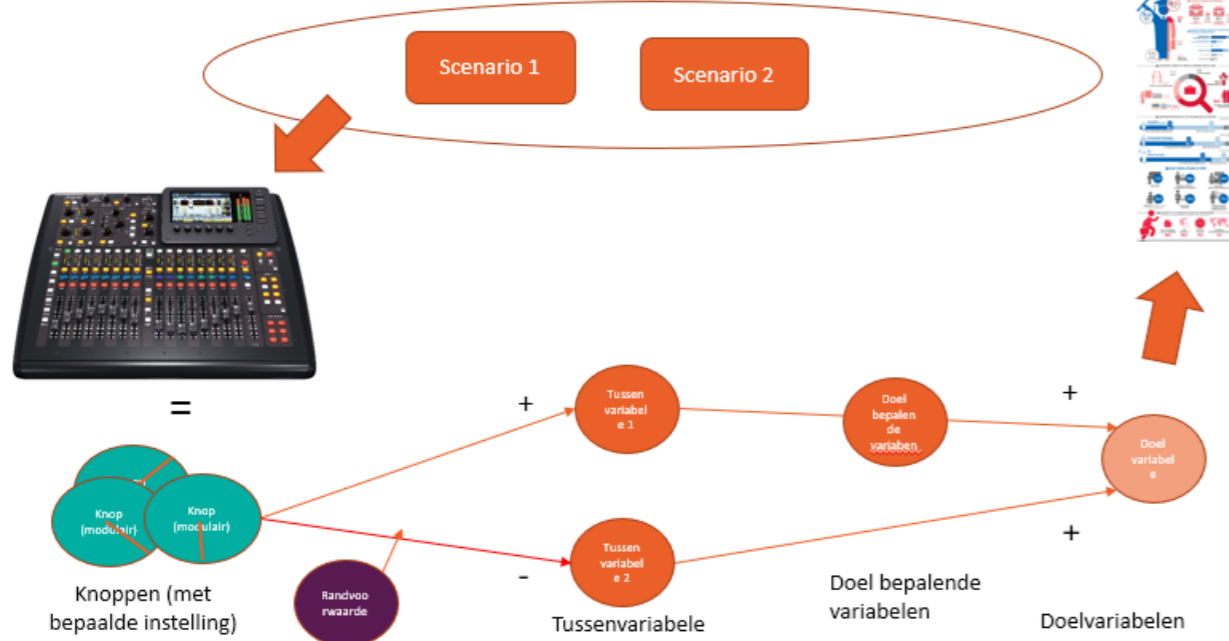 Scenario 1
Scenario 2
=
+
Tussen
variabel
e 1
Doel
bepalen
de
variaben
+
Doel
variabel
e
Knop
(modulair)
Knop
(modulair)
Randvoo
rwaarde
-
Tussen
variabel
e 2
+
Knoppen (met
bepaalde instelling)
Tussenvariabele
Doel bepalende
variabelen
Doelvariabelen